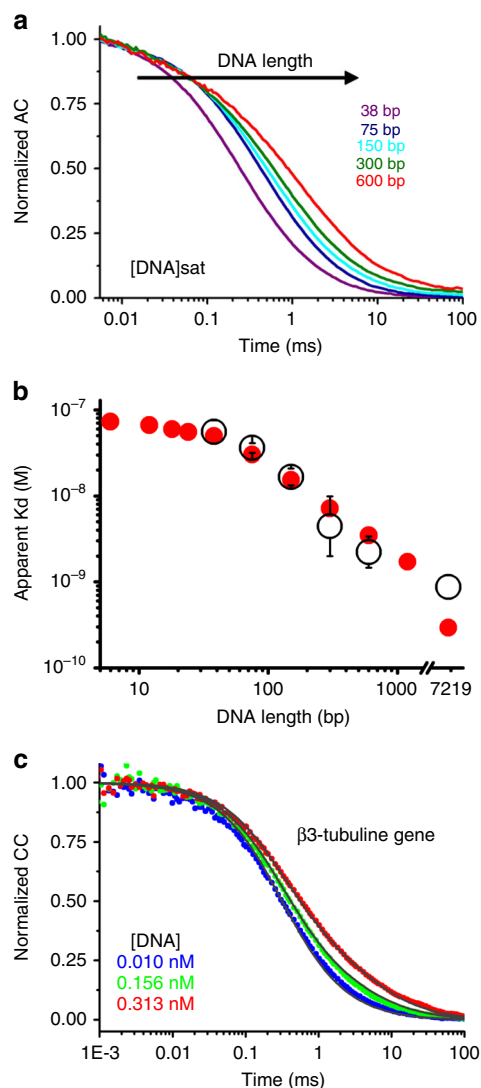 a
Normalized AC
1.00
0.75
0.50
0.25
0.00
DNA length
38 bp
75 bp
150 bp
300 bp
600 bp
[DNA]sat
0.01 0.1 1 10 100
Time (ms)
b
Apparent Kd (M)
10⁻⁷
10⁻⁸
10⁻⁹
10⁻¹⁰
10 100 1000 7219
DNA length (bp)
c
Normalized CC
1.00
0.75
0.50
0.25
0.00
β3-tubuline gene
[DNA]
0.010 nM
0.156 nM
0.313 nM
1E-3 0.01 0.1 1 10 100
Time (ms)